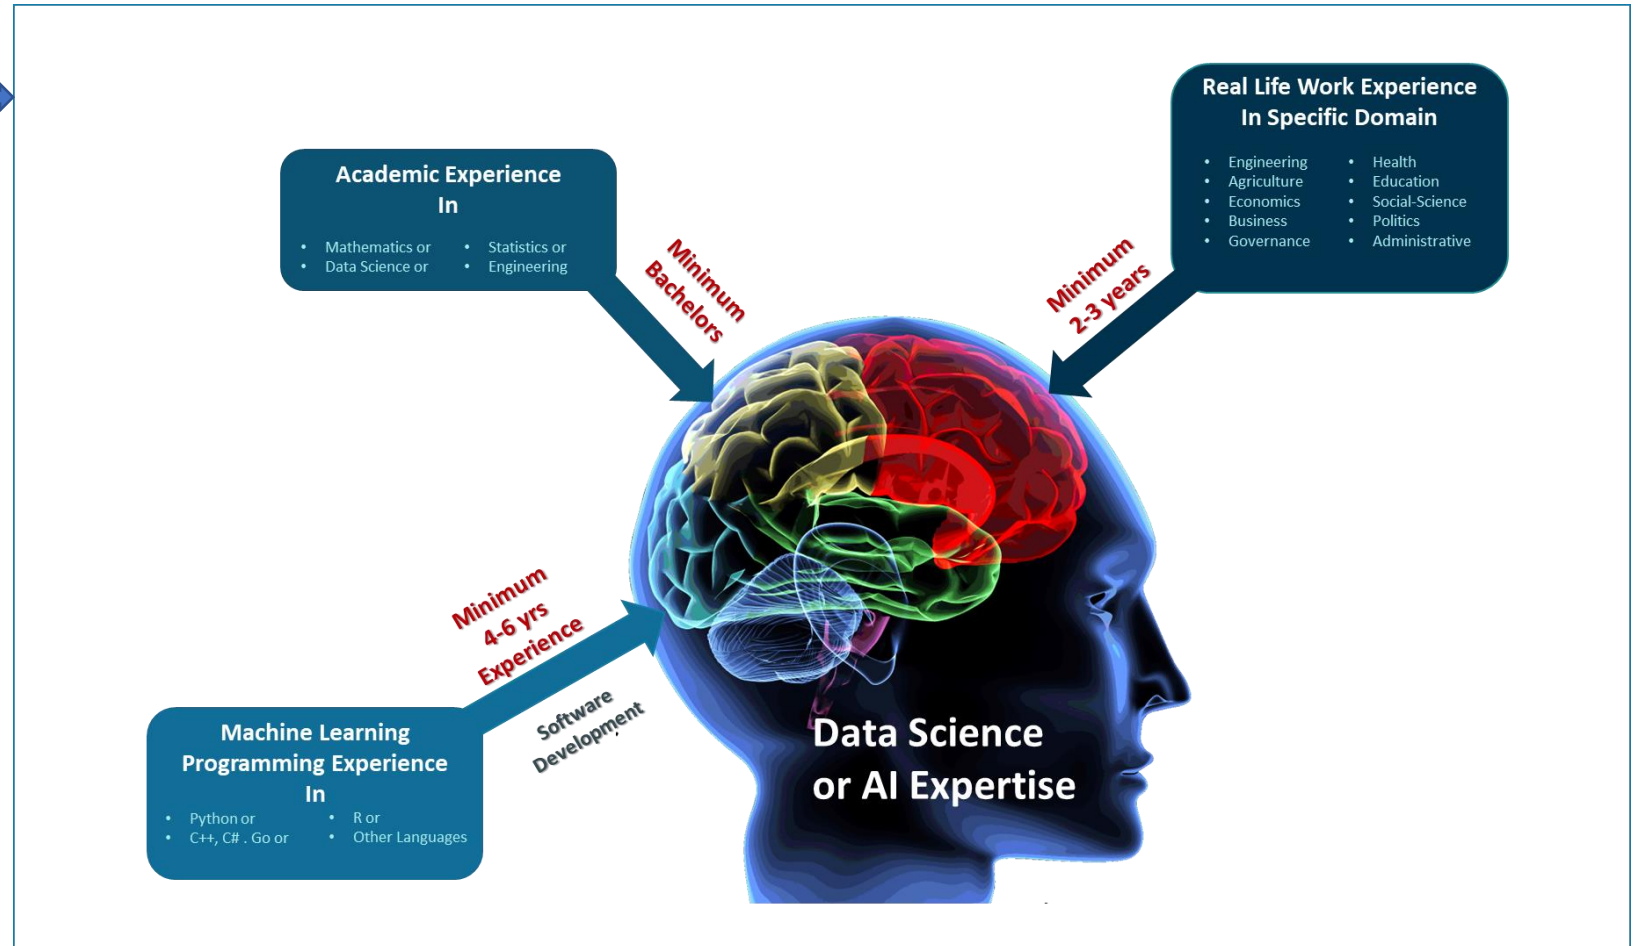 Real Life Work Experience
In Specific Domain
• Engineering
• Agriculture
• Economics
• Business
• Governance
• Health
• Education
• Social-Science
• Politics
• Administrative
Academic Experience
In
• Mathematics or
• Data Science or
• Statistics or
• Engineering
Minimum
Bachelors
Minimum
2-3 years
Minimum
4-6 yrs
Experience
Software
Development
Machine Learning
Programming Experience
In
• Python or
• C++, C# . Go or
• R or
• Other Languages
Data Science
or AI Expertise